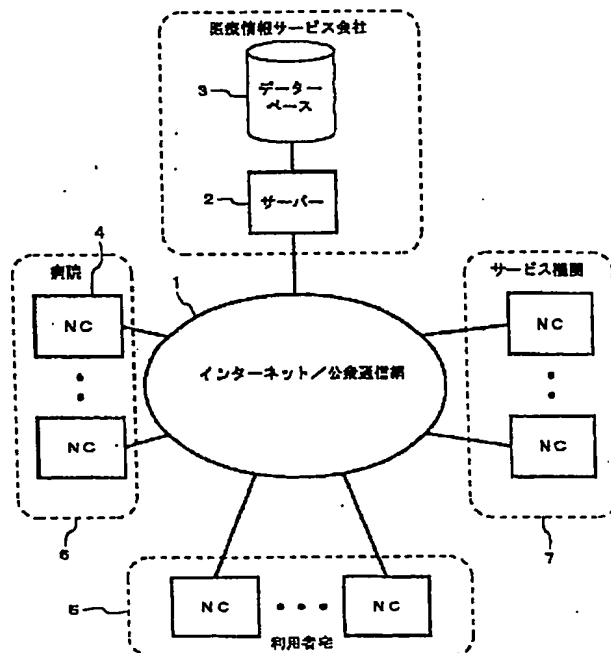 医療情報サービス会社
3
データー
ベース
2
サーバー
4
病院
1
サービス機関
NC
NC
インターネット/公衆通信網
NC
NC
6
7
5
NC
NC
利用者宅